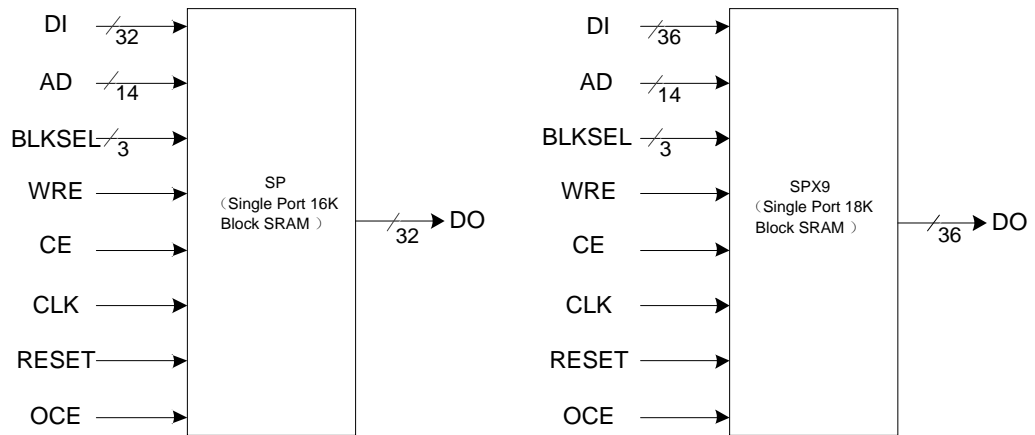 DI
32
AD
14
BLKSEL
3
WRE
CE
CLK
RESET
OCE
SP
（Single Port 16K
Block SRAM ）
32
DO
DI
36
AD
14
BLKSEL
3
WRE
CE
CLK
RESET
OCE
SPX9
（Single Port 18K
Block SRAM ）
36
DO